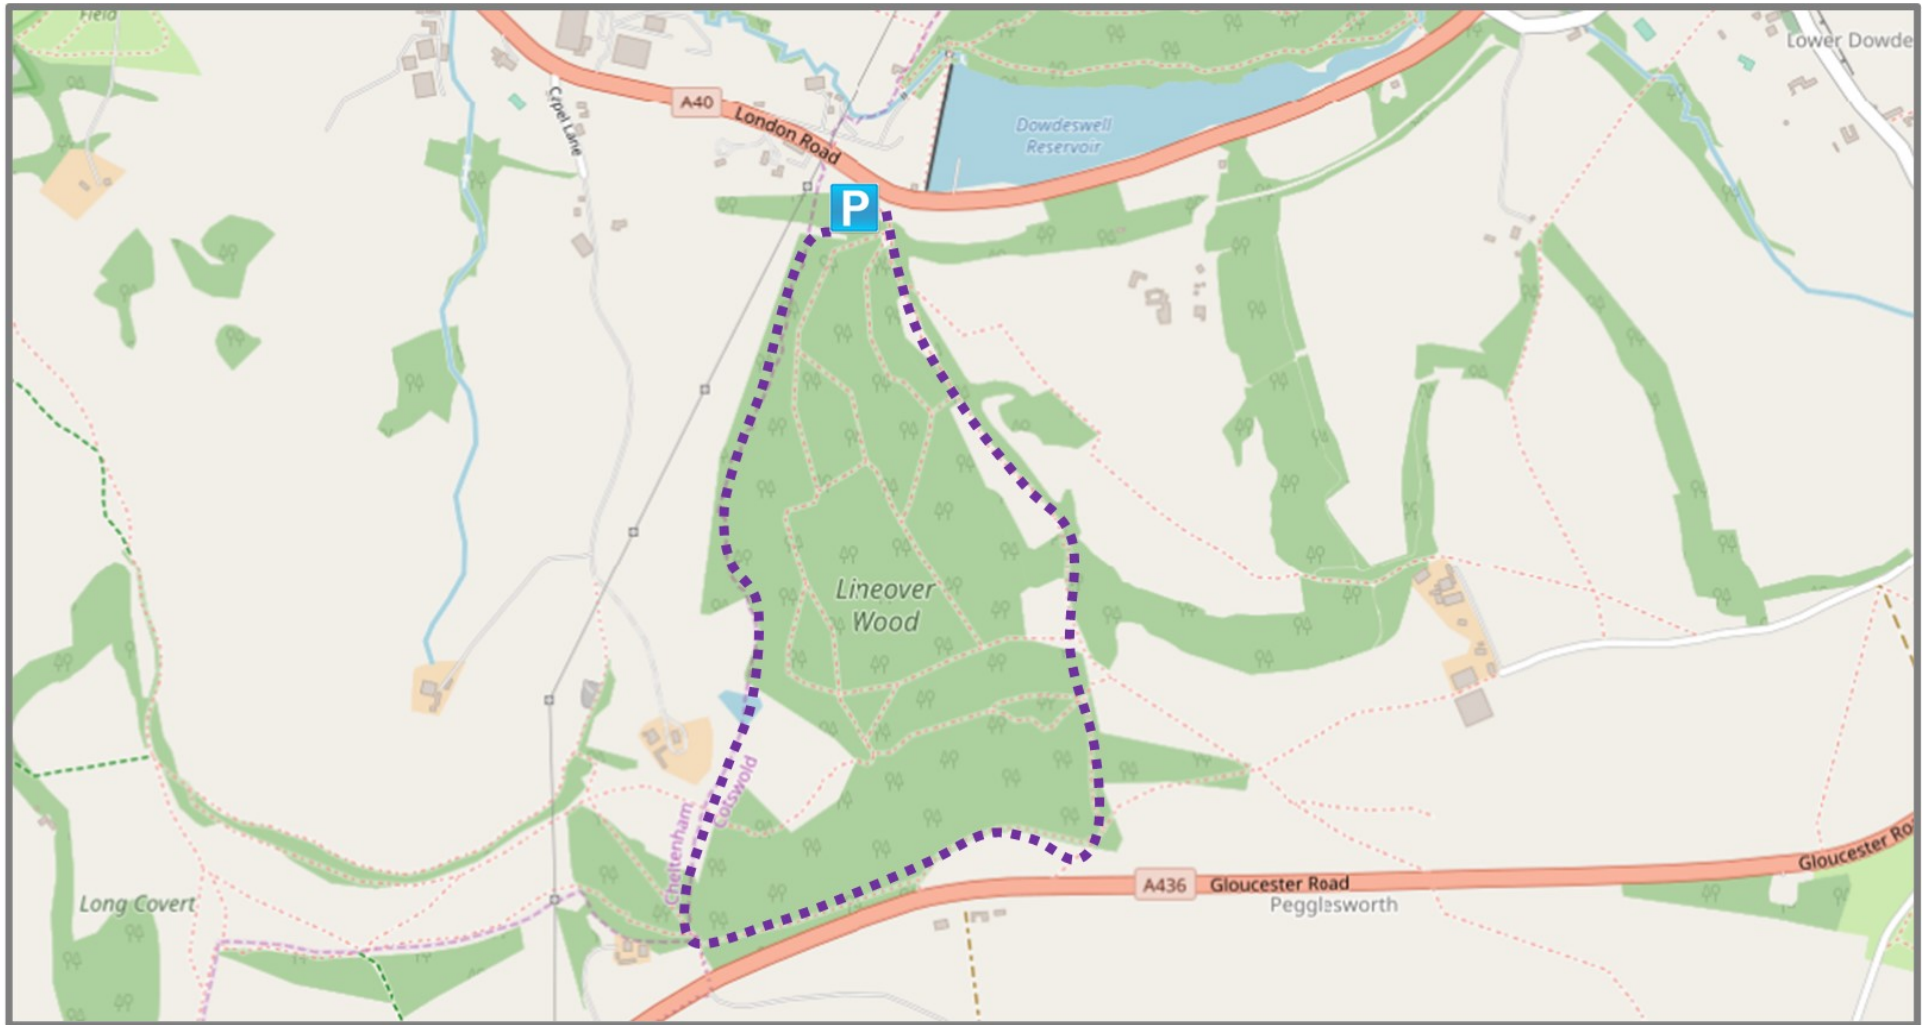 Field
Lower Dowde
Capel Lane
A40
London Road
Dowdeswell
Reservoir
P
Lineover
Wood
Cheltenham
Cotswold
Long Covert
A436
Gloucester Road
Gloucester Ro
Pegglesworth